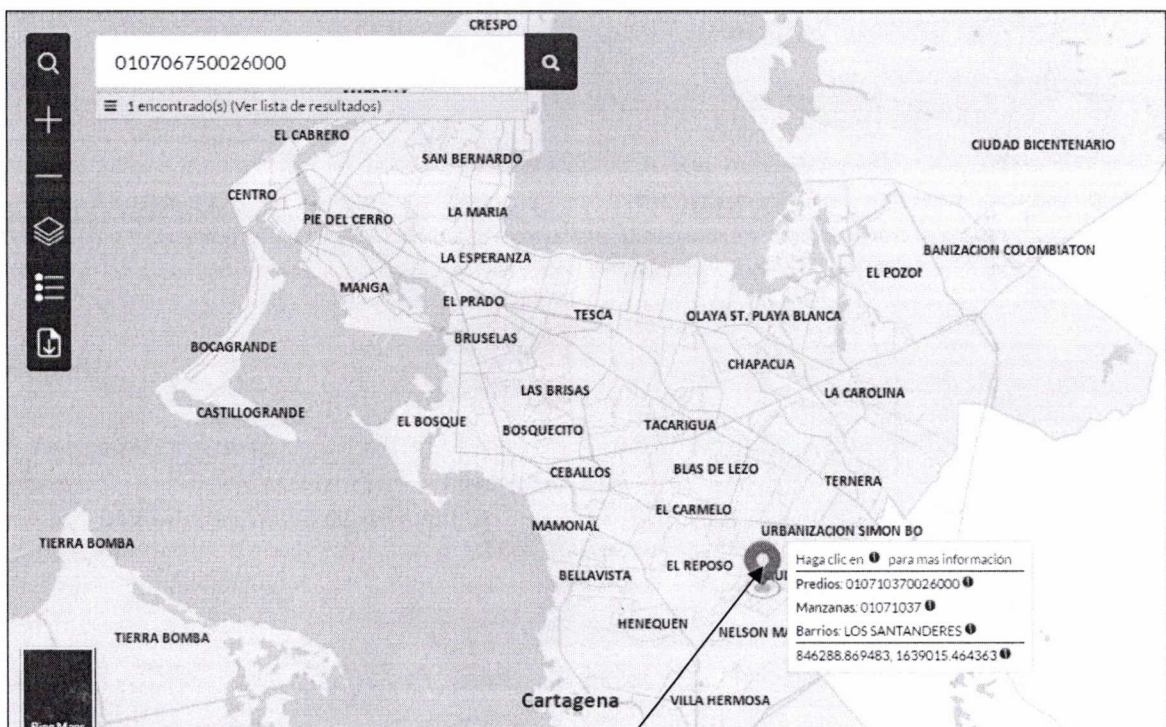 CRESPO
010706750026000
1 encontrado(s) (Ver lista de resultados)
EL CABRERO
CIUDAD BICENTENARIO
SAN BERNARDO
CENTRO
PIE DEL CERRO
LA MARIA
BANIZACION COLOMBIATON
LA ESPERANZA
EL POZON
MANGA
EL PRADO
TESCA
OLAYA ST. PLAYA BLANCA
BRUSELAS
BOCAGRANDE
CHAPACUA
LAS BRISAS
LA CAROLINA
CASTILLOGRANDE
EL BOSQUE
BOSQUECITO
TACARIGUA
CEBALLOS
BLAS DE LEZO
TERNERA
EL CARMELO
MAMONAL
URBANIZACION SIMON BO
TIERRA BOMBA
Haga clic en para mas información
EL REPOSO
BELLAVISTA
Predios: 010710370026000
Manzanas: 01071037
HENEQUEN
NELSON MA
Barrios: LOS SANTANDERES
TIERRA BOMBA
846288.869483, 1639015.464363
Cartagena
VILLA HERMOSA